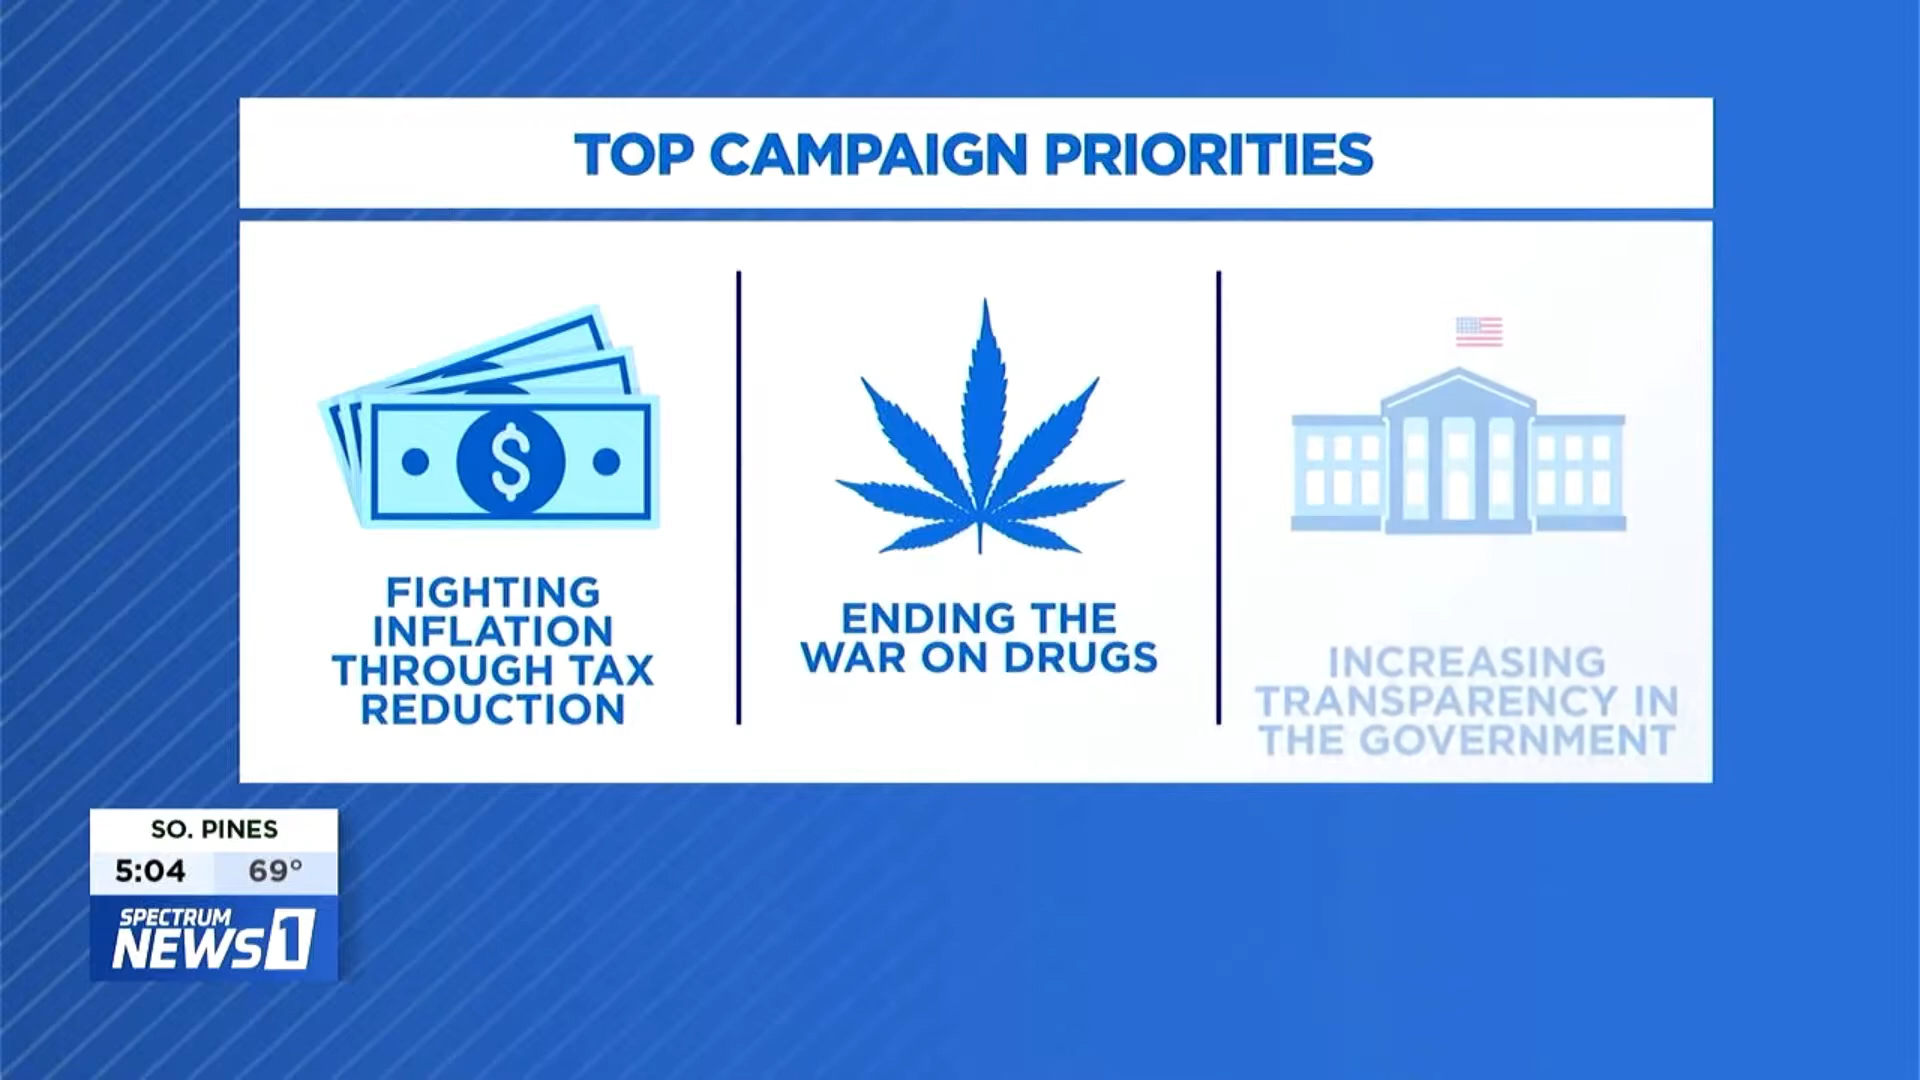 TOP CAMPAIGN PRIORITIES
FIGHTING
INFLATION
THROUGH TAX
REDUCTION
ENDING THE
WAR ON DRUGS
INCREASING
TRANSPARENCY IN
THE GOVERNMENT
SO. PINES
5:04 69°
SPECTRUM
NEWS 1